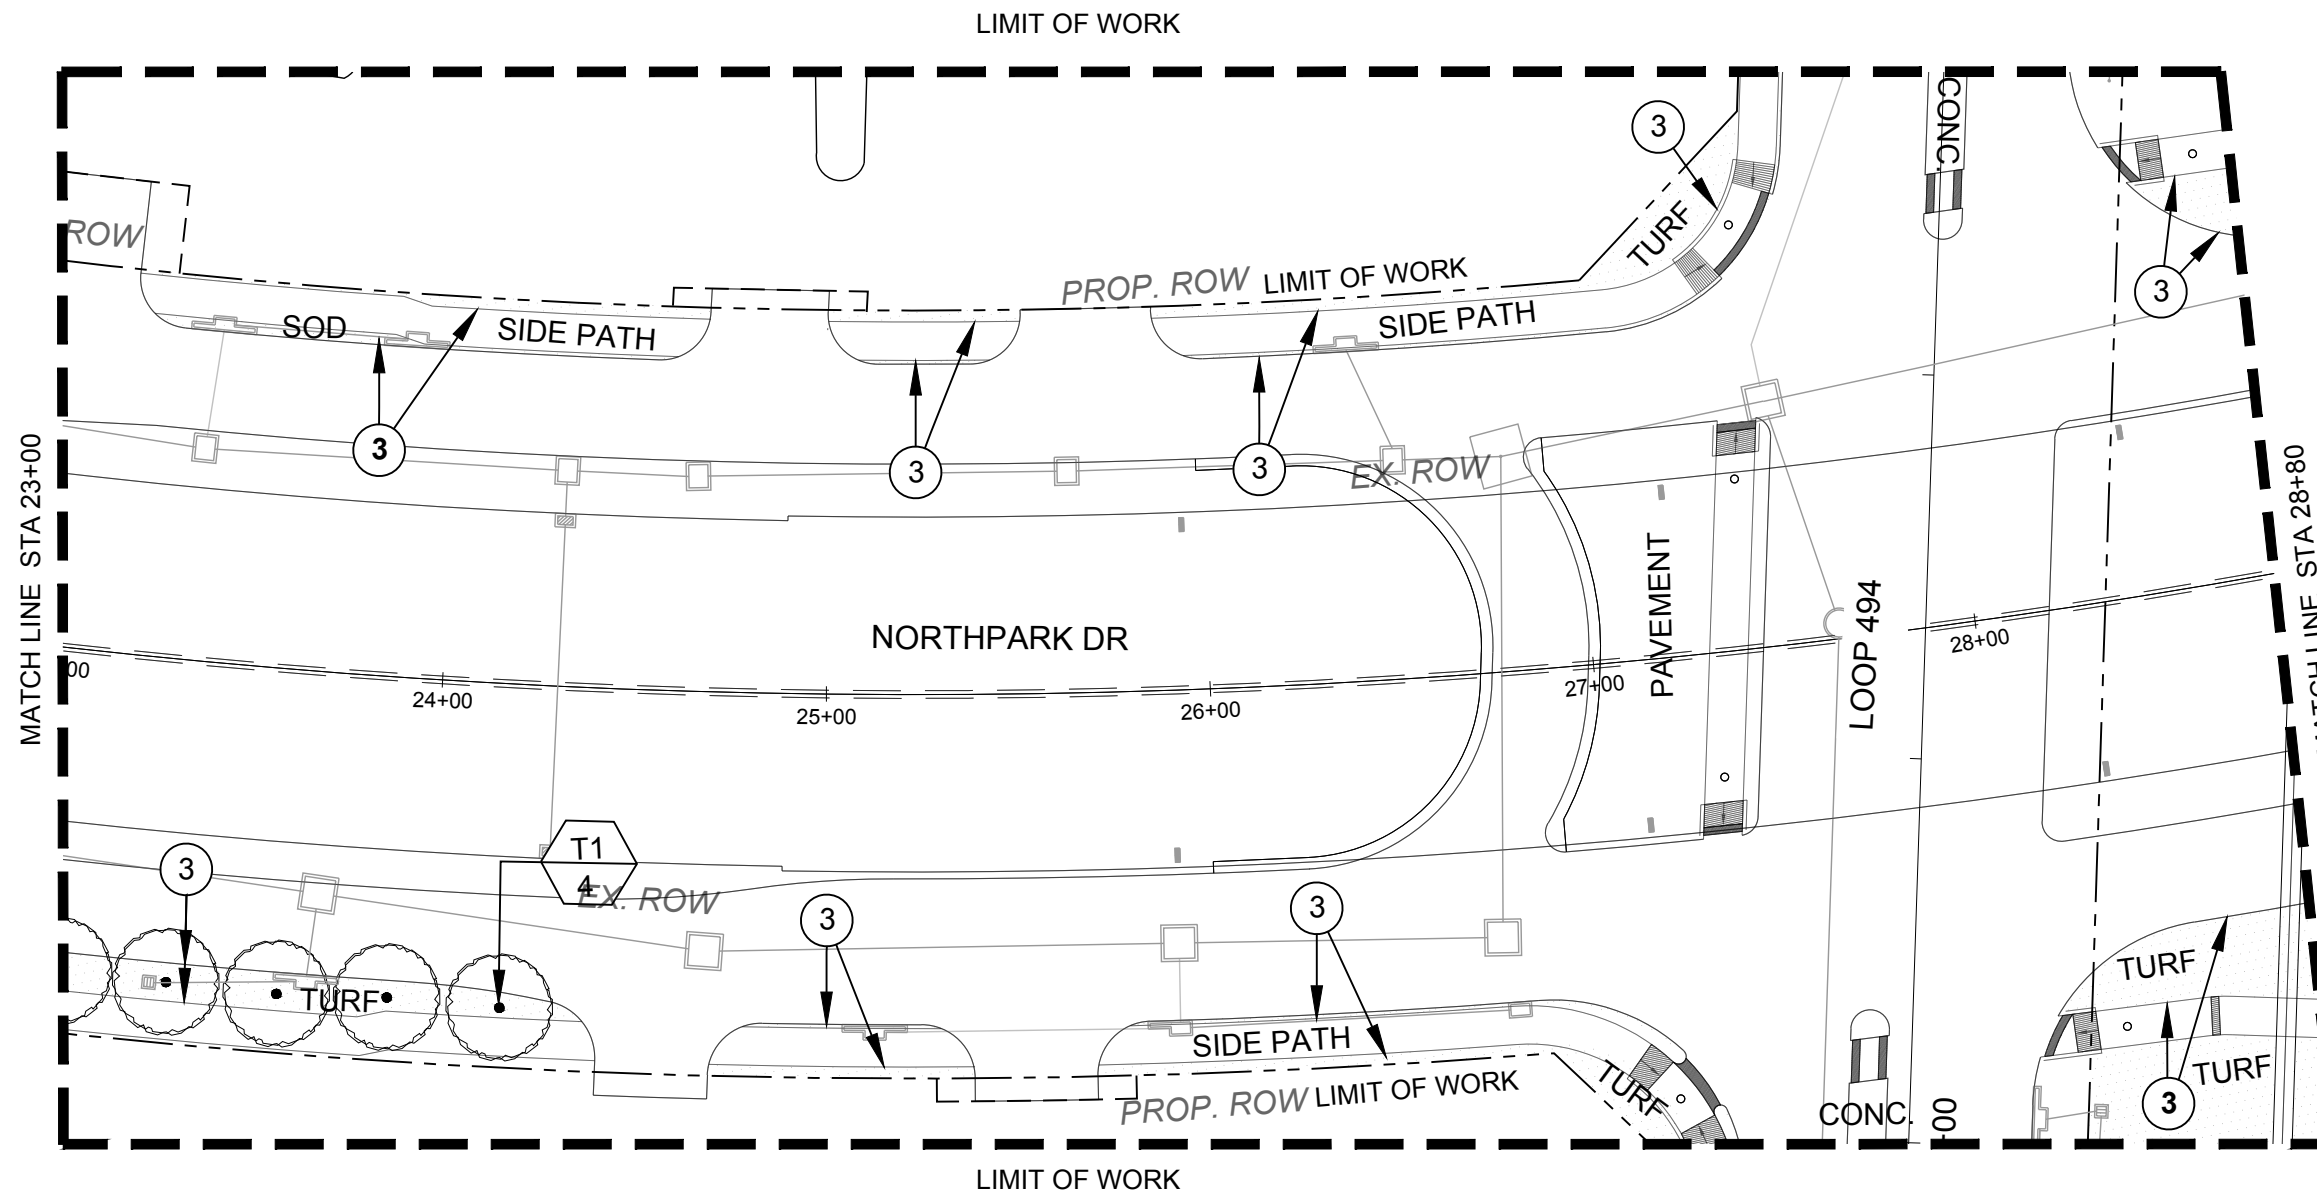 LIMIT OF WORK
CONC.
3
3
ROW
PROP. ROW LIMIT OF WORK
TURF
SOD
SIDE PATH
SIDE PATH
3
3
3
EX. ROW
MATCH LINE STA 23+00
MATCH LINE STA 28+80
NORTHPARK DR
PAVEMENT
LOOP 494
00
24+00
25+00
26+00
27+00
28+00
T1
4
EX. ROW
3
3
3
TURF
SIDE PATH
TURF
TURF
TURF
3
PROP. ROW LIMIT OF WORK
CONC.
00
LIMIT OF WORK